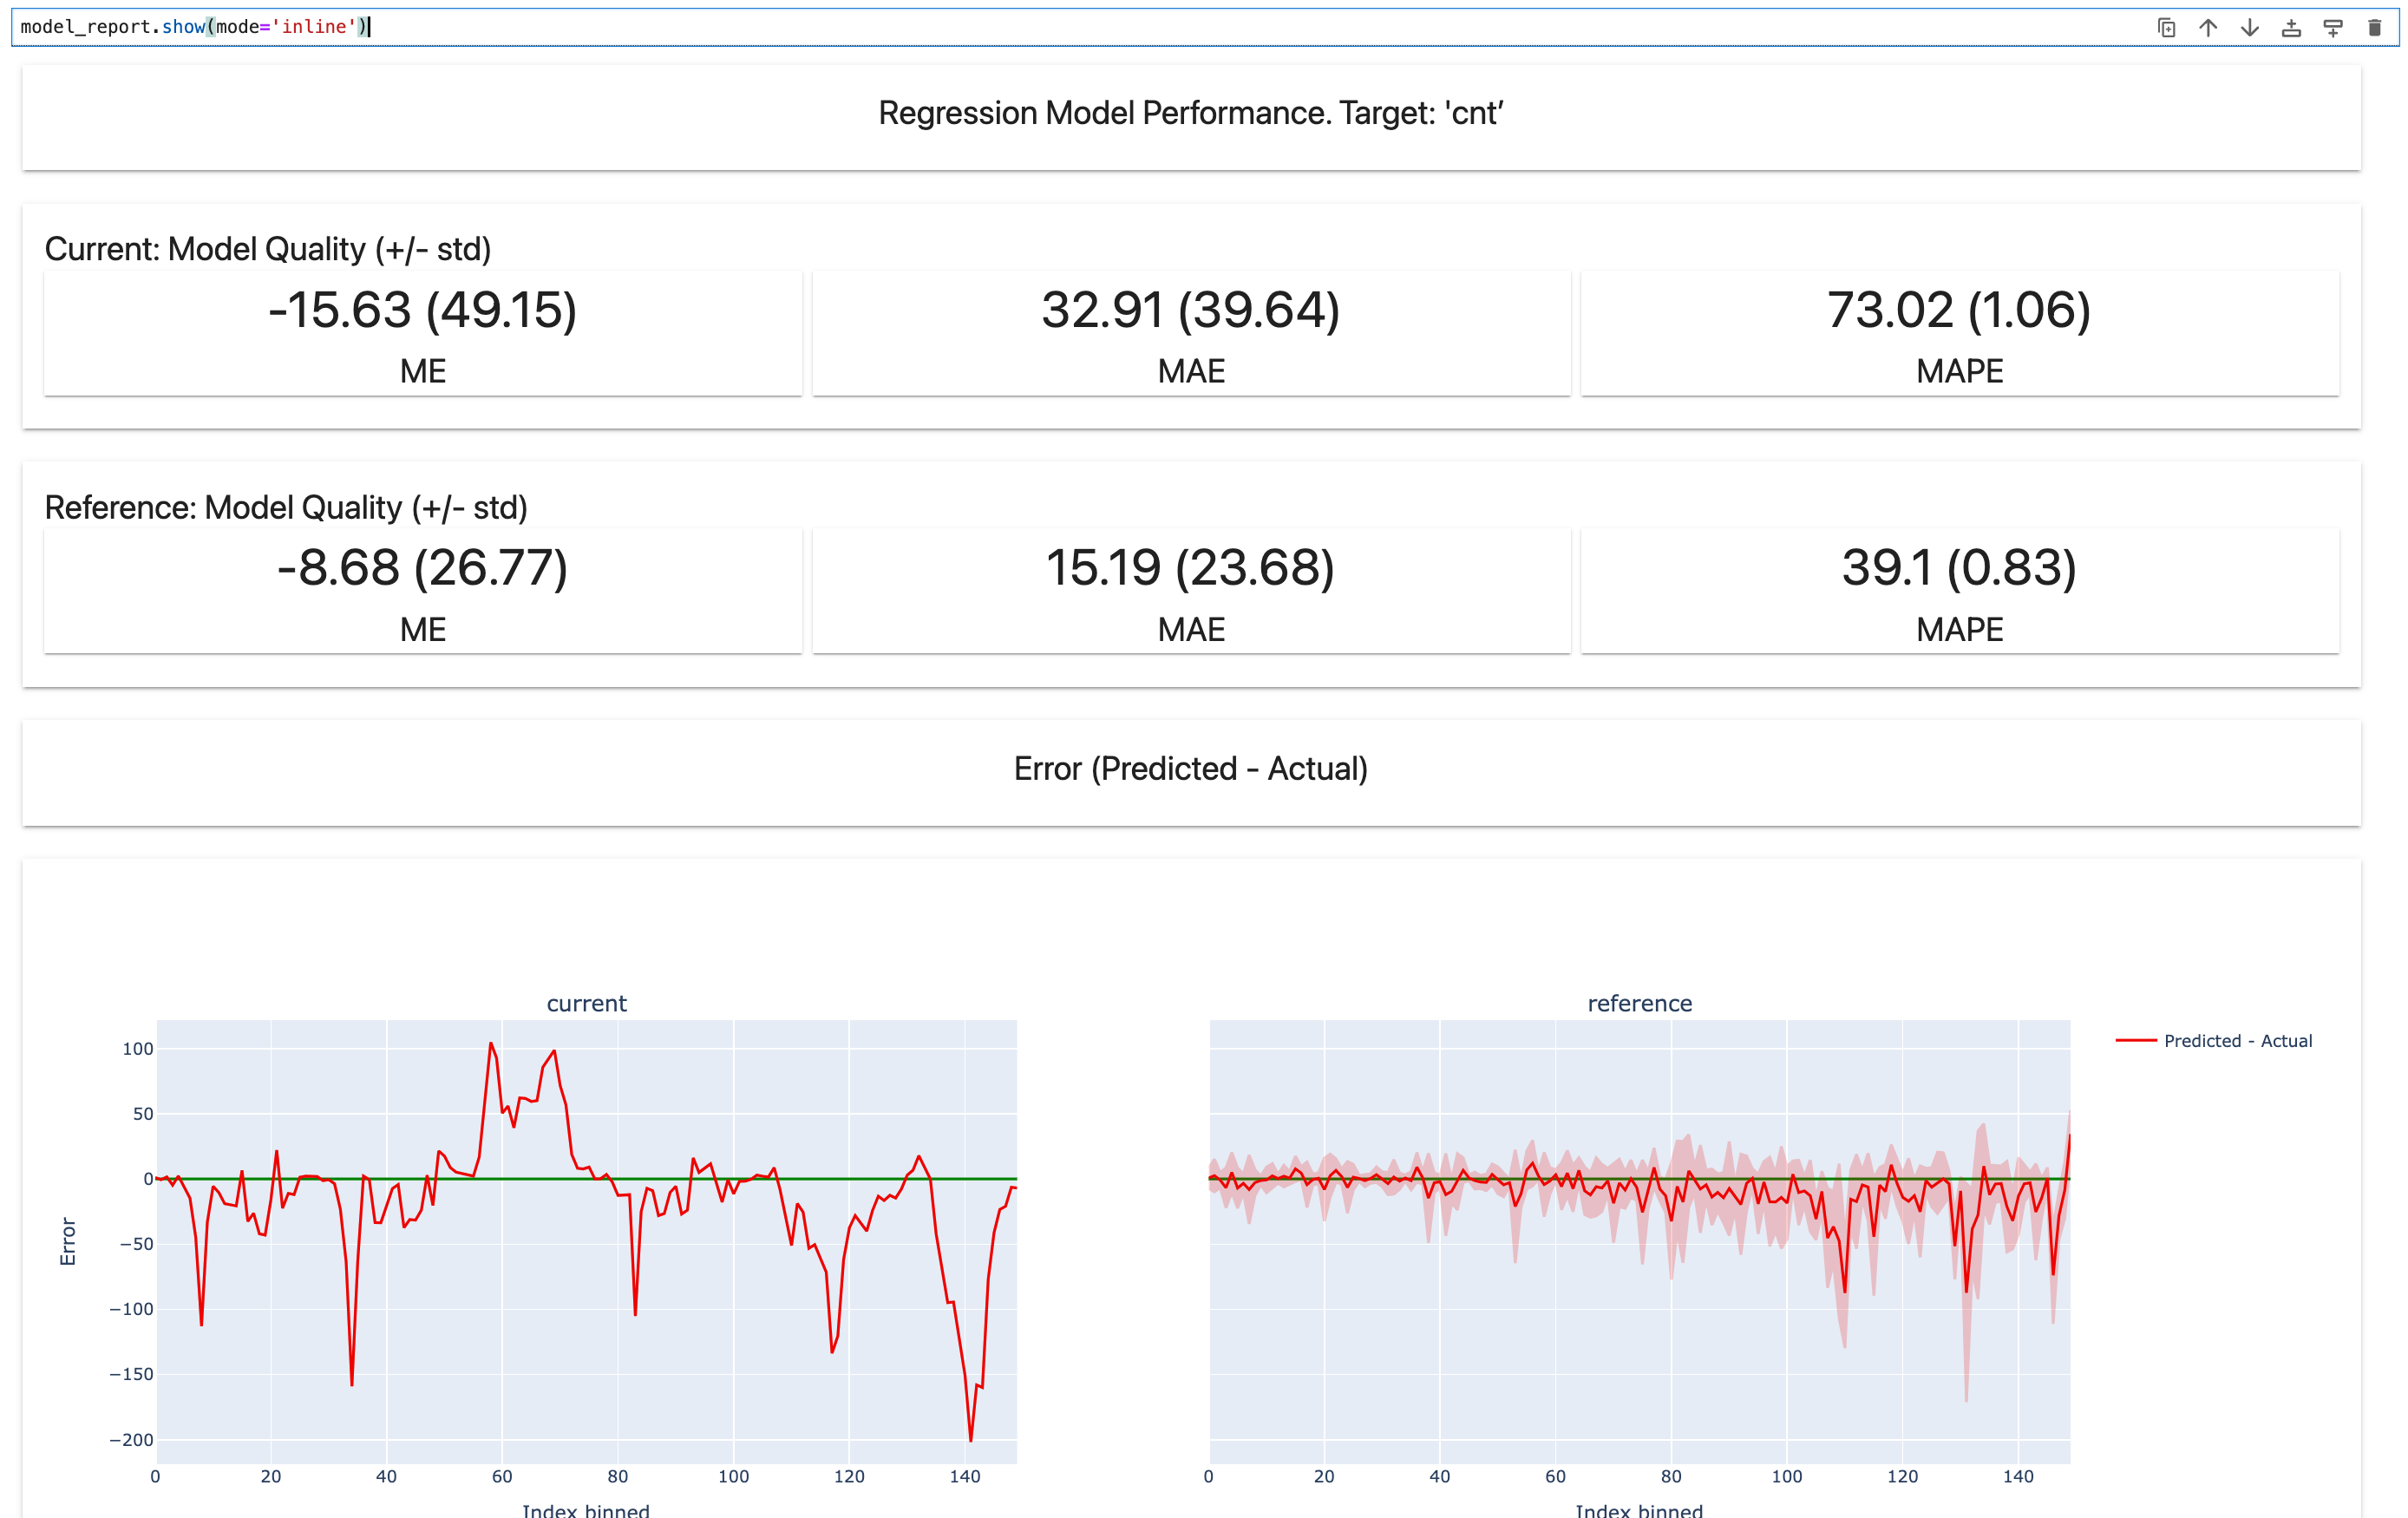 model_report.show(mode='inline')
Regression Model Performance. Target: 'cnt’
Current: Model Quality (+/- std)
-15.63 (49.15)
ME
32.91 (39.64)
MAE
73.02 (1.06)
MAPE
Reference: Model Quality (+/- std)
-8.68 (26.77)
ME
15.19 (23.68)
MAE
39.1 (0.83)
MAPE
Error (Predicted - Actual)
current
reference
Predicted - Actual
100
50
0
−50
−100
−150
−200
Error
0 20 40 60 80 100 120 140
0 20 40 60 80 100 120 140
Index binned
Index binned